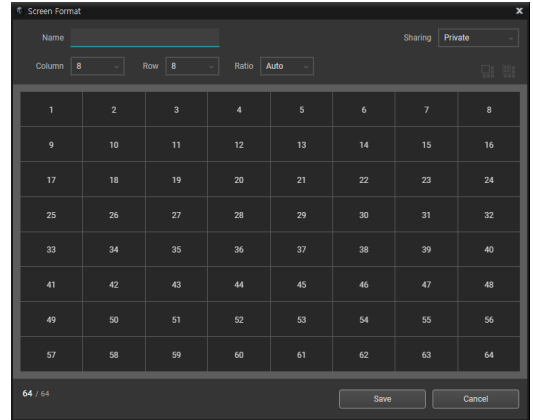 Screen Format
Name
Sharing Private
Column 8 Row 8 Ratio Auto
1 2 3 4 5 6 7 8
9 10 11 12 13 14 15 16
17 18 19 20 21 22 23 24
25 26 27 28 29 30 31 32
33 34 35 36 37 38 39 40
41 42 43 44 45 46 47 48
49 50 51 52 53 54 55 56
57 58 59 60 61 62 63 64
64 / 64
Save Cancel